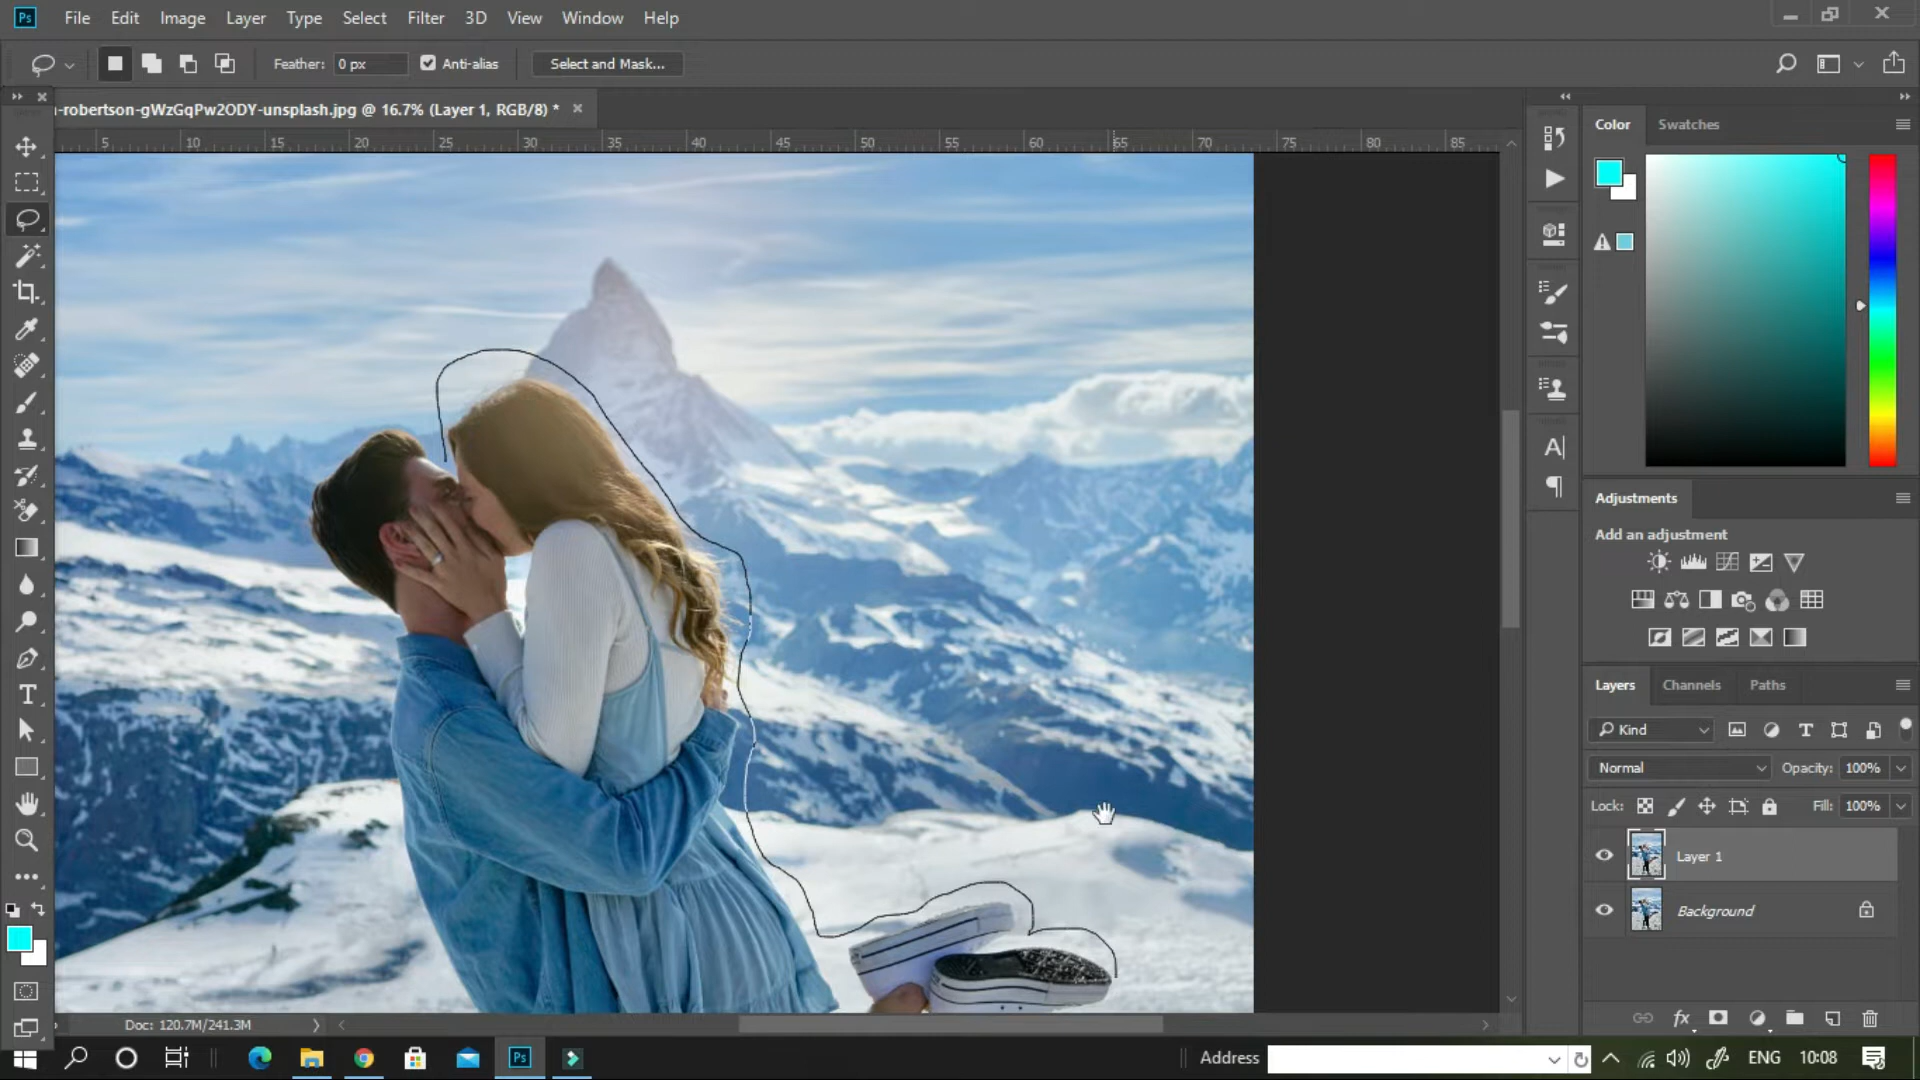 Ps File Edit Image Layer Type Select Filter 3D View Window Help
Feather: 0 px Anti-alias Select and Mask...
-robertson-gWzGqPw2ODY-unsplash.jpg @ 16.7% (Layer 1, RGB/8) *
5 10 15 20 25 30 35 40 45 50 55 60 65 70 75 80 85
Color Swatches
Adjustments
Add an adjustment
Layers Channels Paths
Kind
Normal Opacity: 100%
Lock: Fill: 100%
Layer 1
Background
Doc: 120.7M/241.3M
Ps Address ENG 10:08